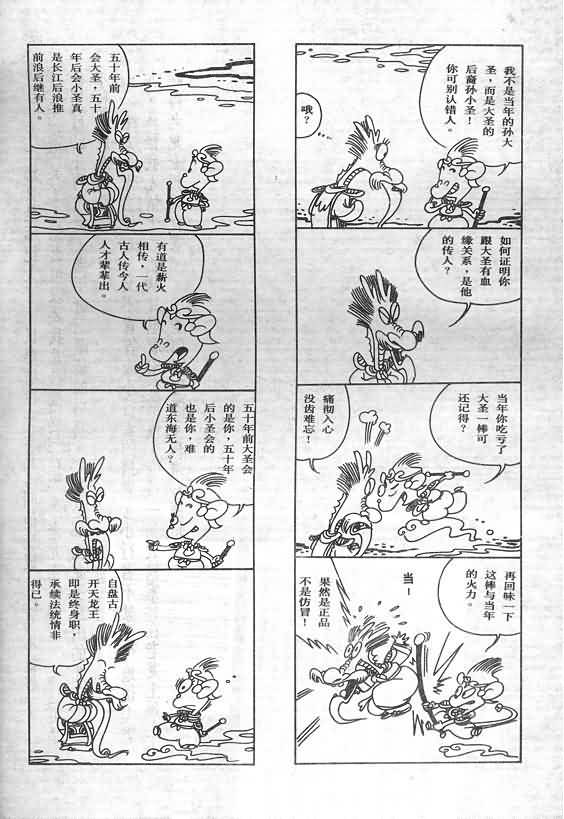 我不是当年的孙大
圣，而是大圣的
后裔孙小圣！
你可别认错人。
哦？
如何证明你
跟大圣有血
缘关系，是他
的传人？
当年你吃亏了
大圣一棒可
还记得？
痛彻入心
没齿难忘！
再回味一下
这棒与当年
的火力。
当！
果然是正品
不是仿冒！
五十年前
会大圣，五十
年后会小圣真
是长江后浪推
前浪后继有人。
有道是薪火
相传，一代
古人传今人
人才辈辈出。
五十年前大圣会
的是你，五十年
后小圣会的
也是你，难
道东海无人？
自盘古
开天龙王
即是终身职，
承续法统情非
得已。